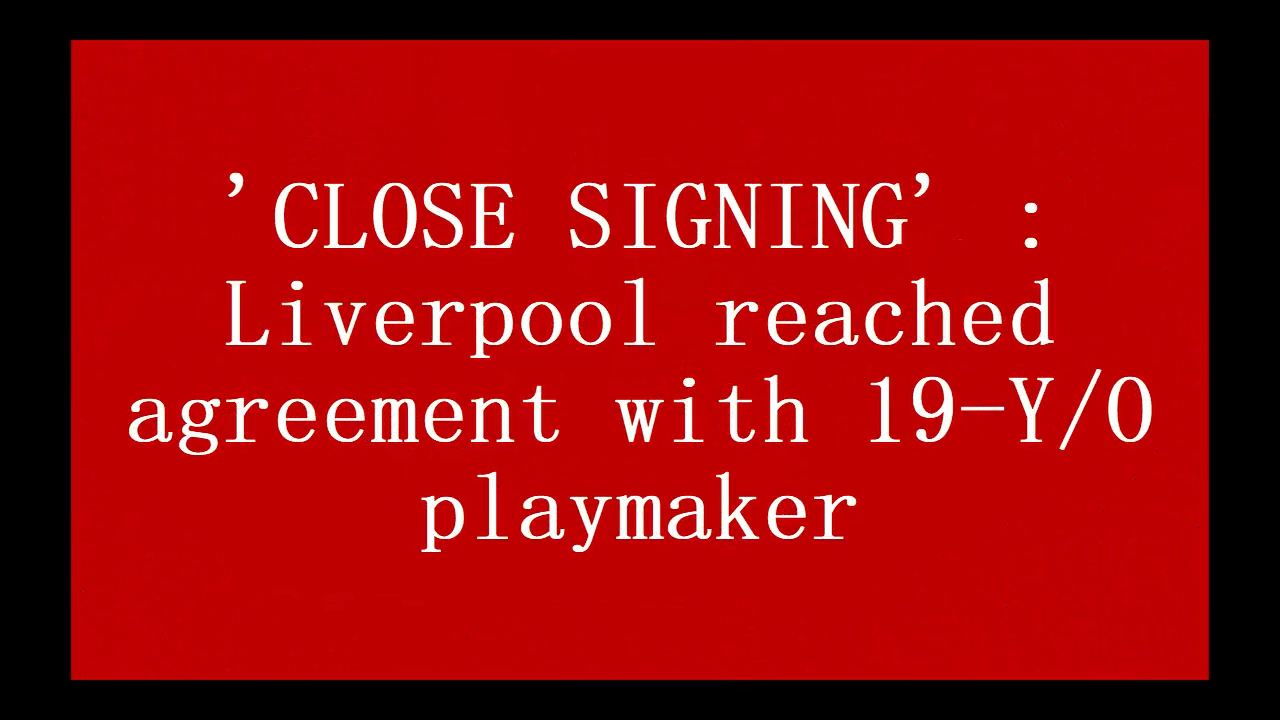 'CLOSE SIGNING' :
Liverpool reached
agreement with 19-Y/O
playmaker